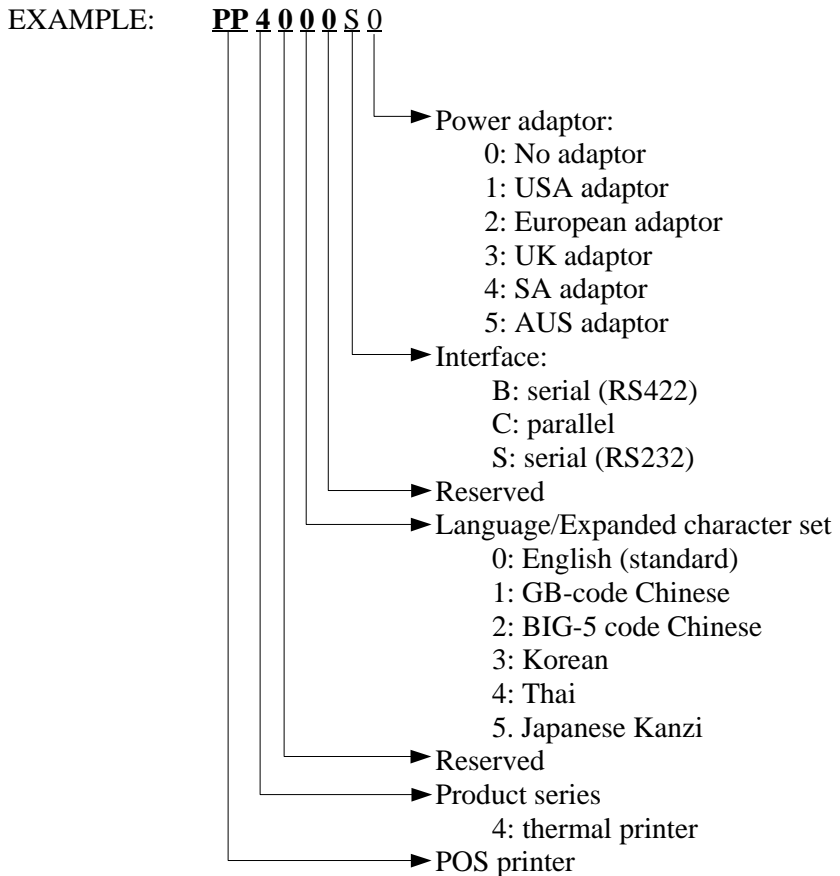 EXAMPLE: PP 4 0 0 0 S 0
Power adaptor:
0: No adaptor
1: USA adaptor
2: European adaptor
3: UK adaptor
4: SA adaptor
5: AUS adaptor
Interface:
B: serial (RS422)
C: parallel
S: serial (RS232)
Reserved
Language/Expanded character set
0: English (standard)
1: GB-code Chinese
2: BIG-5 code Chinese
3: Korean
4: Thai
5. Japanese Kanzi
Reserved
Product series
4: thermal printer
POS printer